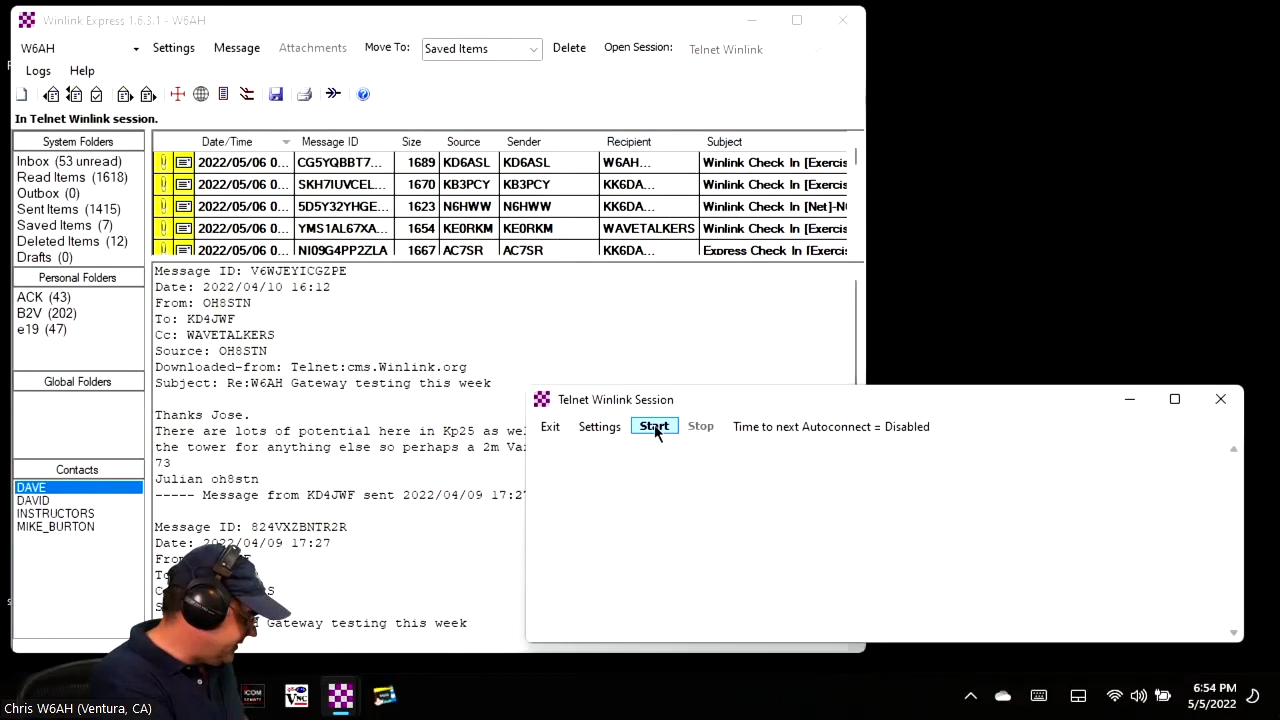 Winlink Express 1.6.3.1 - W6AH
W6AH Settings Message Attachments Move To: Saved Items Delete Open Session: Telnet Winlink
Logs Help
In Telnet Winlink session.
System Folders
Inbox (53 unread)
Read Items (1618)
Outbox (0)
Sent Items (1415)
Saved Items (7)
Deleted Items (12)
Drafts (0)
Personal Folders
ACK (43)
B2V (202)
e19 (47)
Global Folders
Contacts
DAVE
DAVID
INSTRUCTORS
MIKE_BURTON
Date/Time Message ID Size Source Sender Recipient Subject
2022/05/06 0... CG5YQBBT7... 1689 KD6ASL KD6ASL W6AH... Winlink Check In [Exercis
2022/05/06 0... SKH7IUVCEL... 1670 KB3PCY KB3PCY KK6DA... Winlink Check In [Exercis
2022/05/06 0... 5D5Y32YHGE... 1623 N6HWW N6HWW KK6DA... Winlink Check In [Net]-N
2022/05/06 0... YMS1AL67XA... 1654 KE0RKM KE0RKM WAVETALKERS Winlink Check In [Exercis
2022/05/06 0... NI09G4PP2ZLA 1667 AC7SR AC7SR KK6DA... Express Check In [Exercis
Message ID: V6WJEYICGZPE
Date: 2022/04/10 16:12
From: OH8STN
To: KD4JWF
Cc: WAVETALKERS
Source: OH8STN
Downloaded-from: Telnet:cms.Winlink.org
Subject: Re:W6AH Gateway testing this week
Thanks Jose.
There are lots of potential here in Kp25 as wel
the tower for anything else so perhaps a 2m Va
73
Julian oh8stn
----- Message from KD4JWF sent 2022/04/09 17:27
Message ID: 824VXZBNTR2R
Date: 2022/04/09 17:27
Gateway testing this week
Telnet Winlink Session
Exit Settings Start Stop Time to next Autoconnect = Disabled
ICOM
VNC
6:54 PM
5/5/2022
Chris W6AH (Ventura, CA)